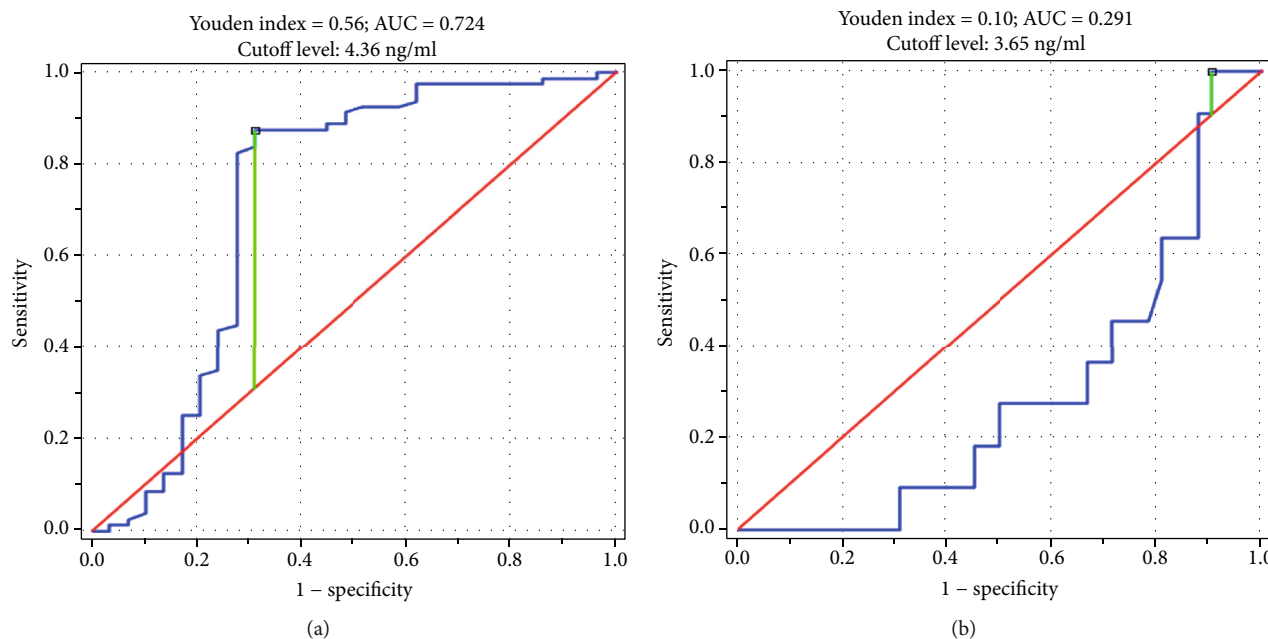 Youden index = 0.56; AUC = 0.724
Cutoff level: 4.36 ng/ml
1.0
0.8
0.6
0.4
0.2
0.0
Sensitivity
0.0 0.2 0.4 0.6 0.8 1.0
1 − specificity
(a)
Youden index = 0.10; AUC = 0.291
Cutoff level: 3.65 ng/ml
1.0
0.8
0.6
0.4
0.2
0.0
Sensitivity
0.0 0.2 0.4 0.6 0.8 1.0
1 − specificity
(b)